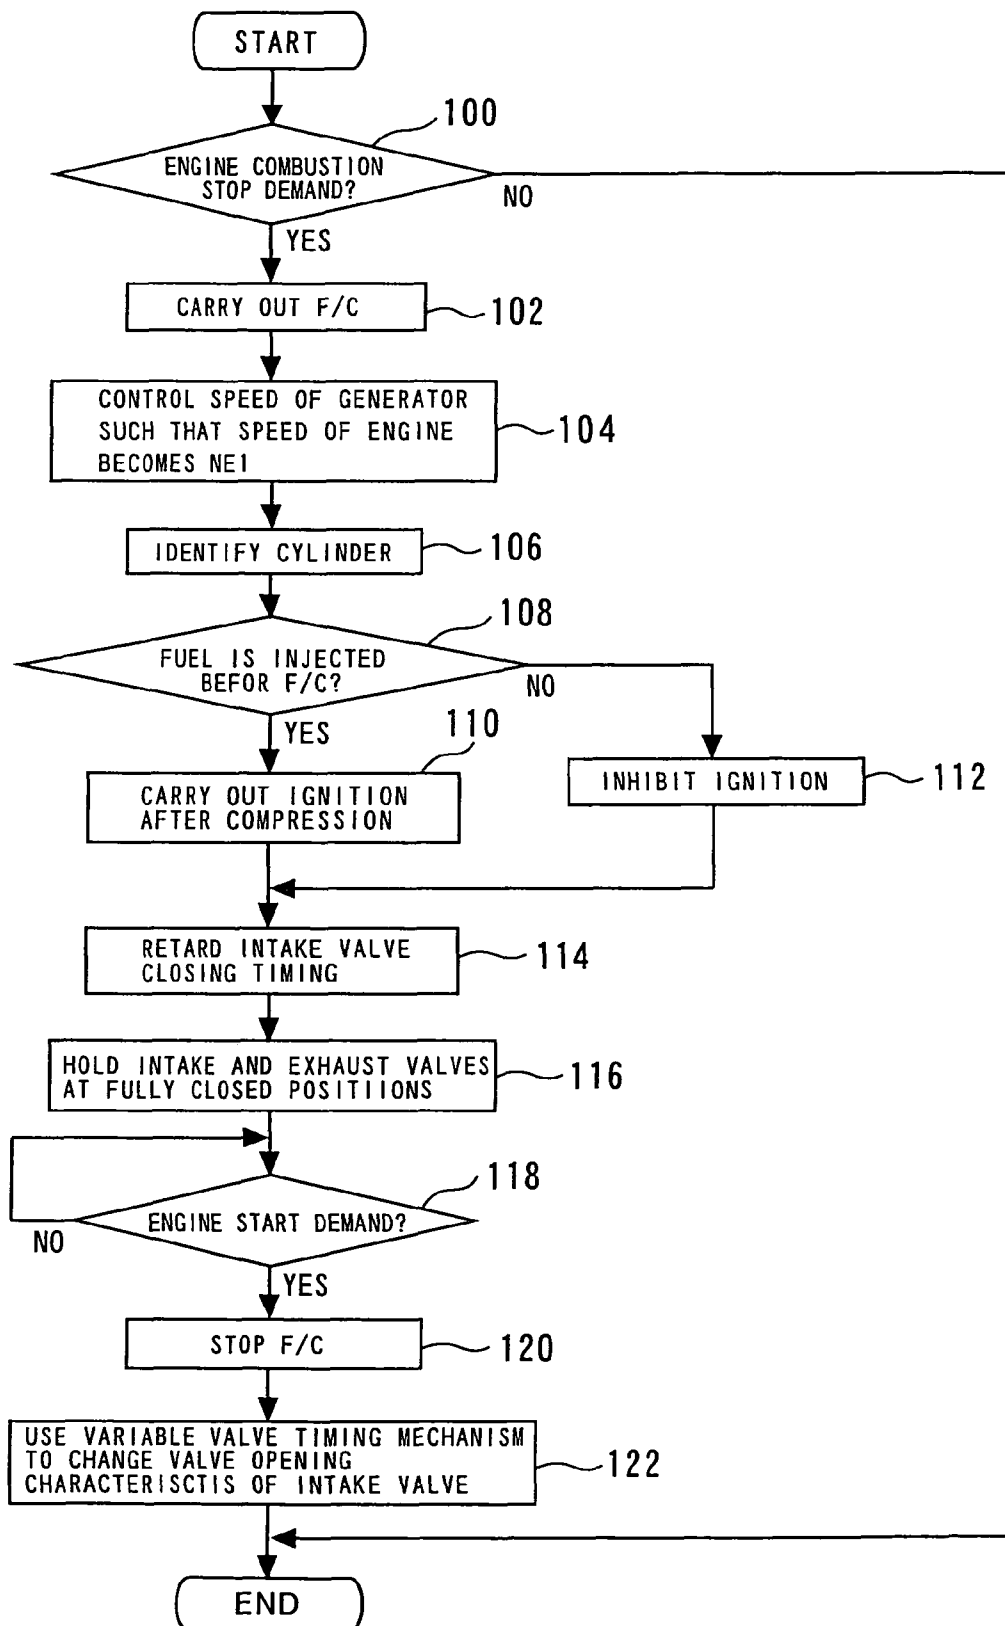 START
100
ENGINE COMBUSTION
STOP DEMAND?
NO
YES
CARRY OUT F/C
102
CONTROL SPEED OF GENERATOR
SUCH THAT SPEED OF ENGINE
BECOMES NE1
104
IDENTIFY CYLINDER
106
108
FUEL IS INJECTED
BEFOR F/C?
NO
YES
110
CARRY OUT IGNITION
AFTER COMPRESSION
INHIBIT IGNITION
112
RETARD INTAKE VALVE
CLOSING TIMING
114
HOLD INTAKE AND EXHAUST VALVES
AT FULLY CLOSED POSITIIONS
116
118
ENGINE START DEMAND?
NO
YES
STOP F/C
120
USE VARIABLE VALVE TIMING MECHANISM
TO CHANGE VALVE OPENING
CHARACTERISCTIS OF INTAKE VALVE
122
END